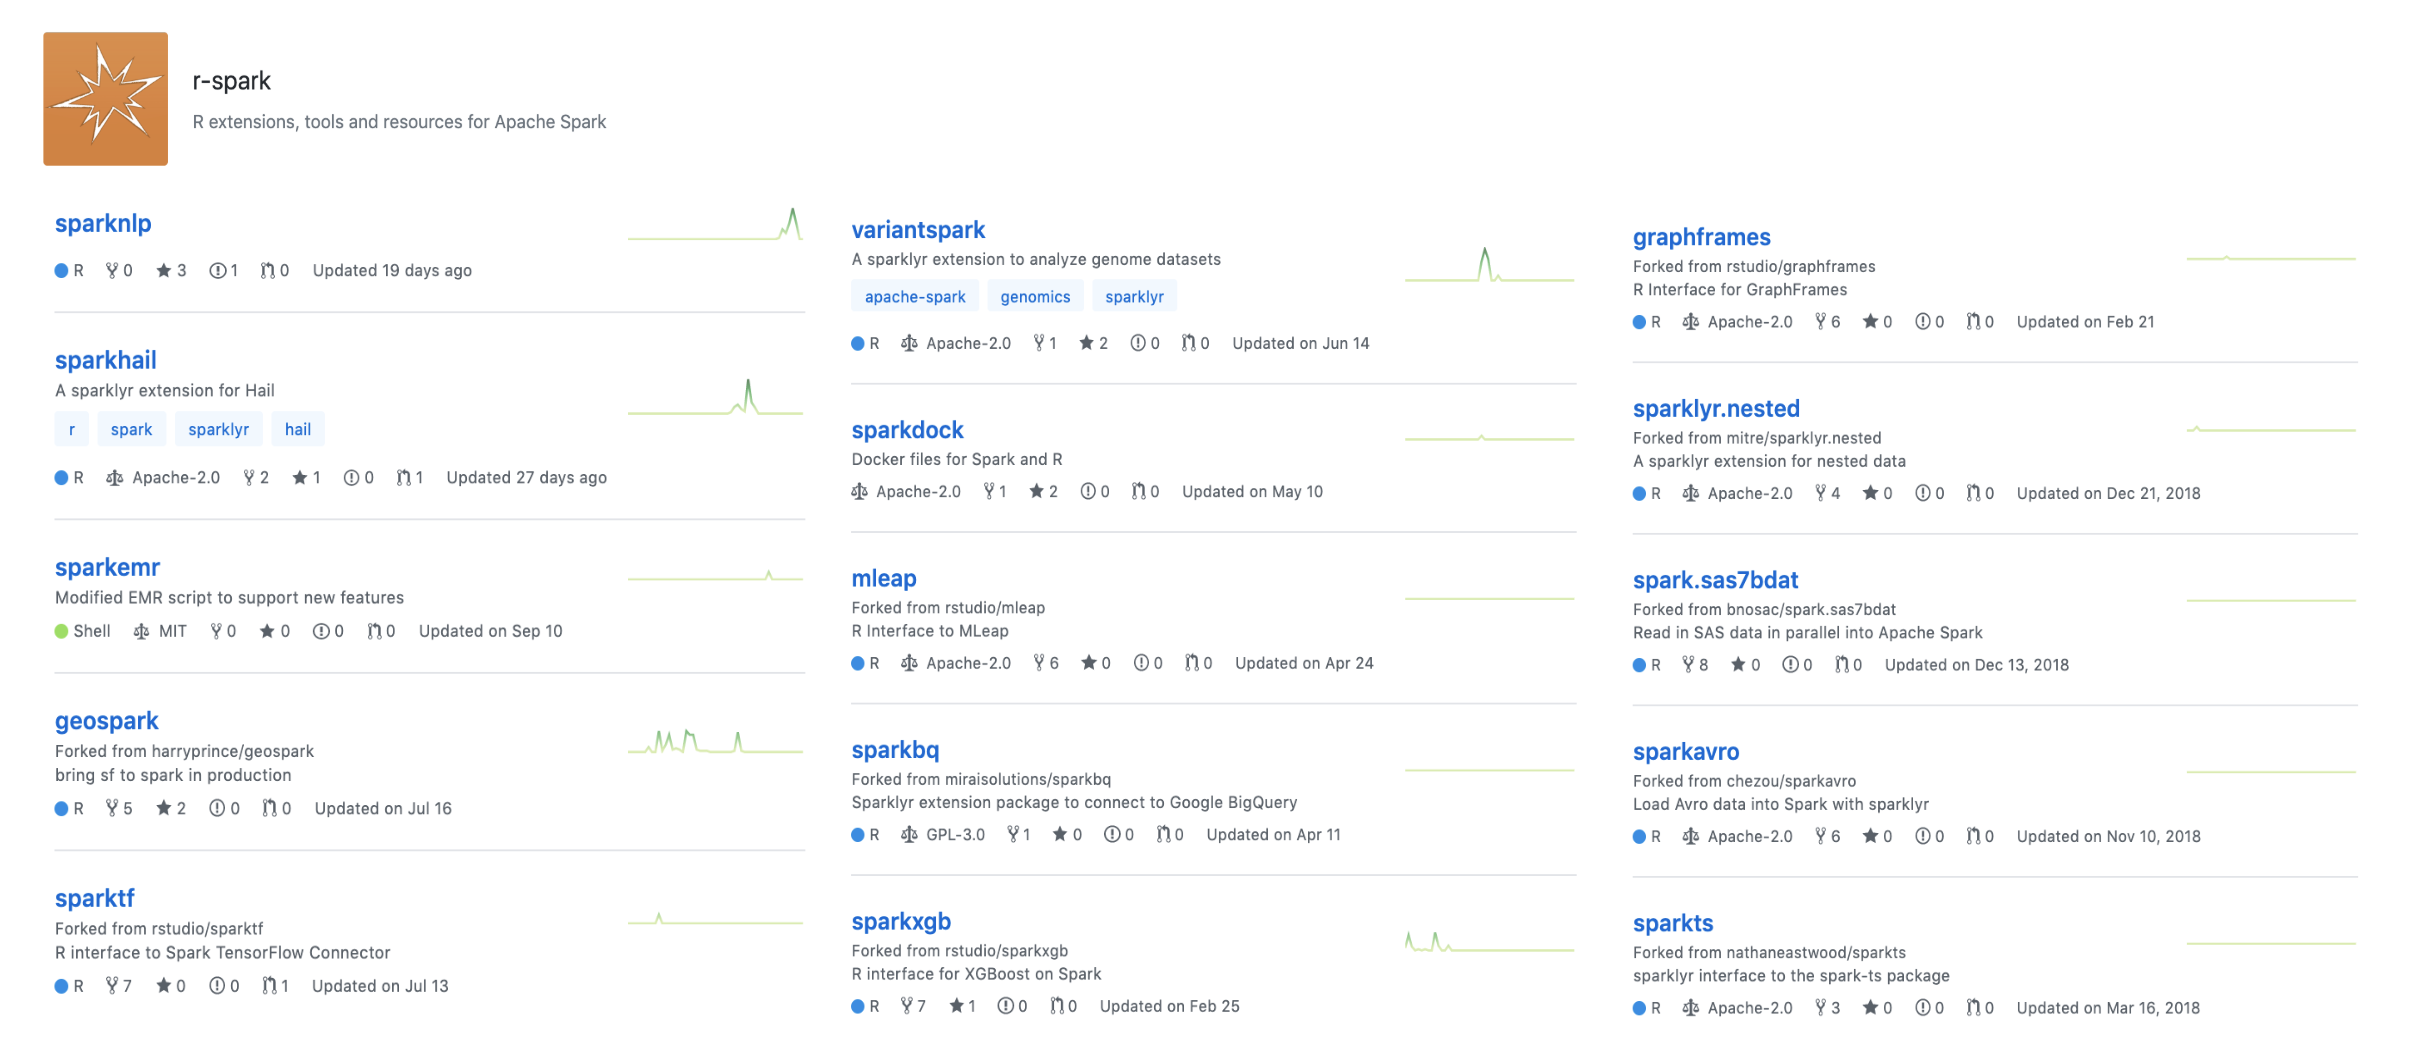 r-spark
R extensions, tools and resources for Apache Spark
sparknlp
R 0 3 1 0 Updated 19 days ago
sparkhail
A sparklyr extension for Hail
r spark sparklyr hail
R Apache-2.0 2 1 0 1 Updated 27 days ago
sparkemr
Modified EMR script to support new features
Shell MIT 0 0 0 0 Updated on Sep 10
geospark
Forked from harryprince/geospark
bring sf to spark in production
R 5 2 0 0 Updated on Jul 16
sparktf
Forked from rstudio/sparktf
R interface to Spark TensorFlow Connector
R 7 0 0 1 Updated on Jul 13
variantspark
A sparklyr extension to analyze genome datasets
apache-spark genomics sparklyr
R Apache-2.0 1 2 0 0 Updated on Jun 14
sparkdock
Docker files for Spark and R
Apache-2.0 1 2 0 0 Updated on May 10
mleap
Forked from rstudio/mleap
R Interface to MLeap
R Apache-2.0 6 0 0 0 Updated on Apr 24
sparkbq
Forked from miraisolutions/sparkbq
Sparklyr extension package to connect to Google BigQuery
R GPL-3.0 1 0 0 0 Updated on Apr 11
sparkxgb
Forked from rstudio/sparkxgb
R interface for XGBoost on Spark
R 7 1 0 0 Updated on Feb 25
graphframes
Forked from rstudio/graphframes
R Interface for GraphFrames
R Apache-2.0 6 0 0 0 Updated on Feb 21
sparklyr.nested
Forked from mitre/sparklyr.nested
A sparklyr extension for nested data
R Apache-2.0 4 0 0 0 Updated on Dec 21, 2018
spark.sas7bdat
Forked from bnosac/spark.sas7bdat
Read in SAS data in parallel into Apache Spark
R 8 0 0 0 Updated on Dec 13, 2018
sparkavro
Forked from chezou/sparkavro
Load Avro data into Spark with sparklyr
R Apache-2.0 6 0 0 0 Updated on Nov 10, 2018
sparkts
Forked from nathaneastwood/sparkts
sparklyr interface to the spark-ts package
R Apache-2.0 3 0 0 0 Updated on Mar 16, 2018